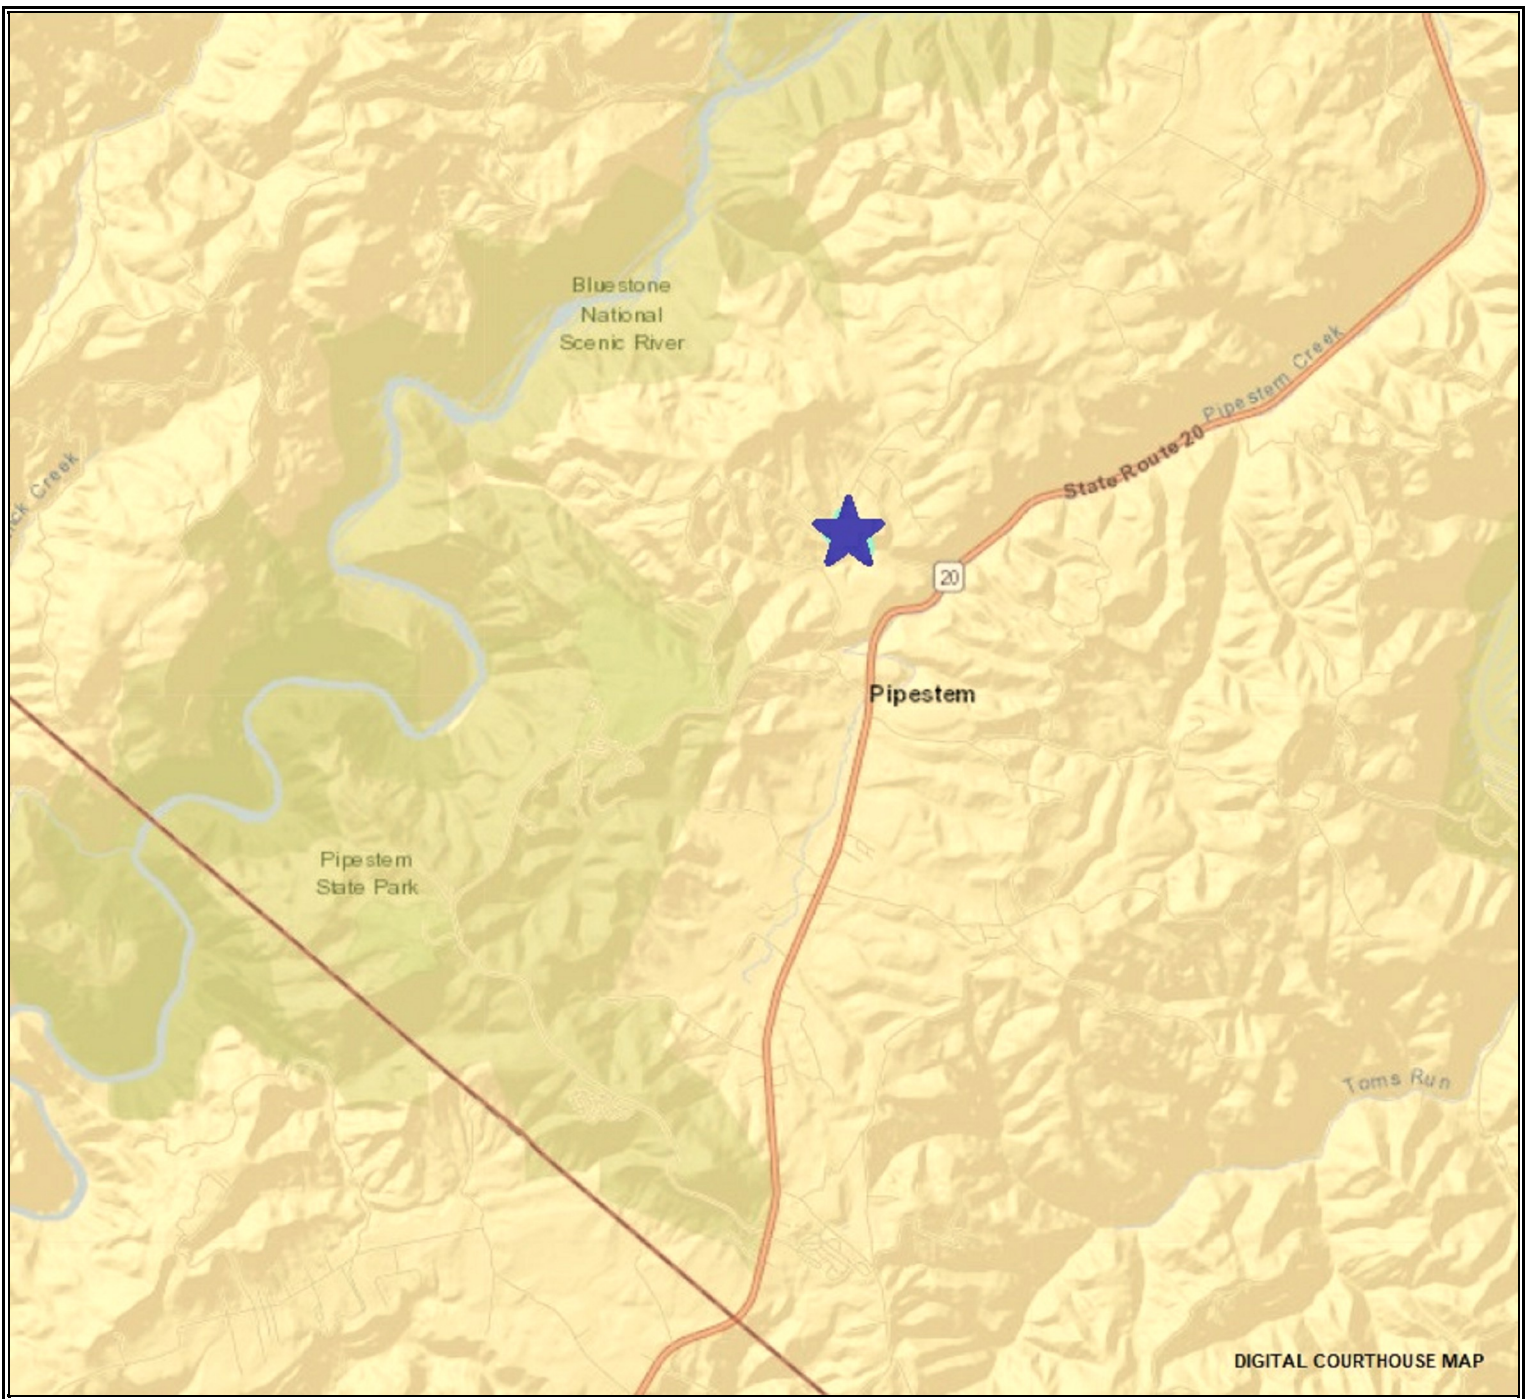 Bluestone
National
Scenic River
Pipestem Creek
State Route 20
ck Creek
20
Pipestem
Pipestem
State Park
Toms Run
DIGITAL COURTHOUSE MAP